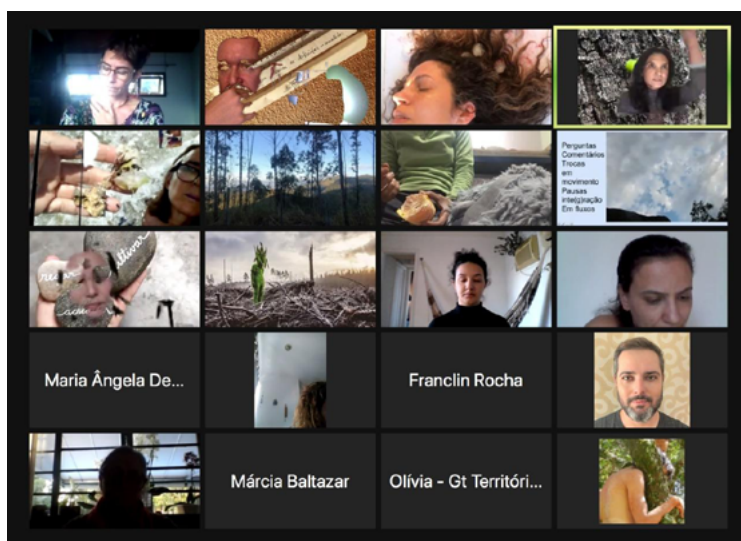 Perguntas
Comentários
Trocas
em
movimento
Pausas
inte(g)ração
Em fluxos
Maria Ângela De...
Franclin Rocha
Márcia Baltazar
Olívia - Gt Territóri...